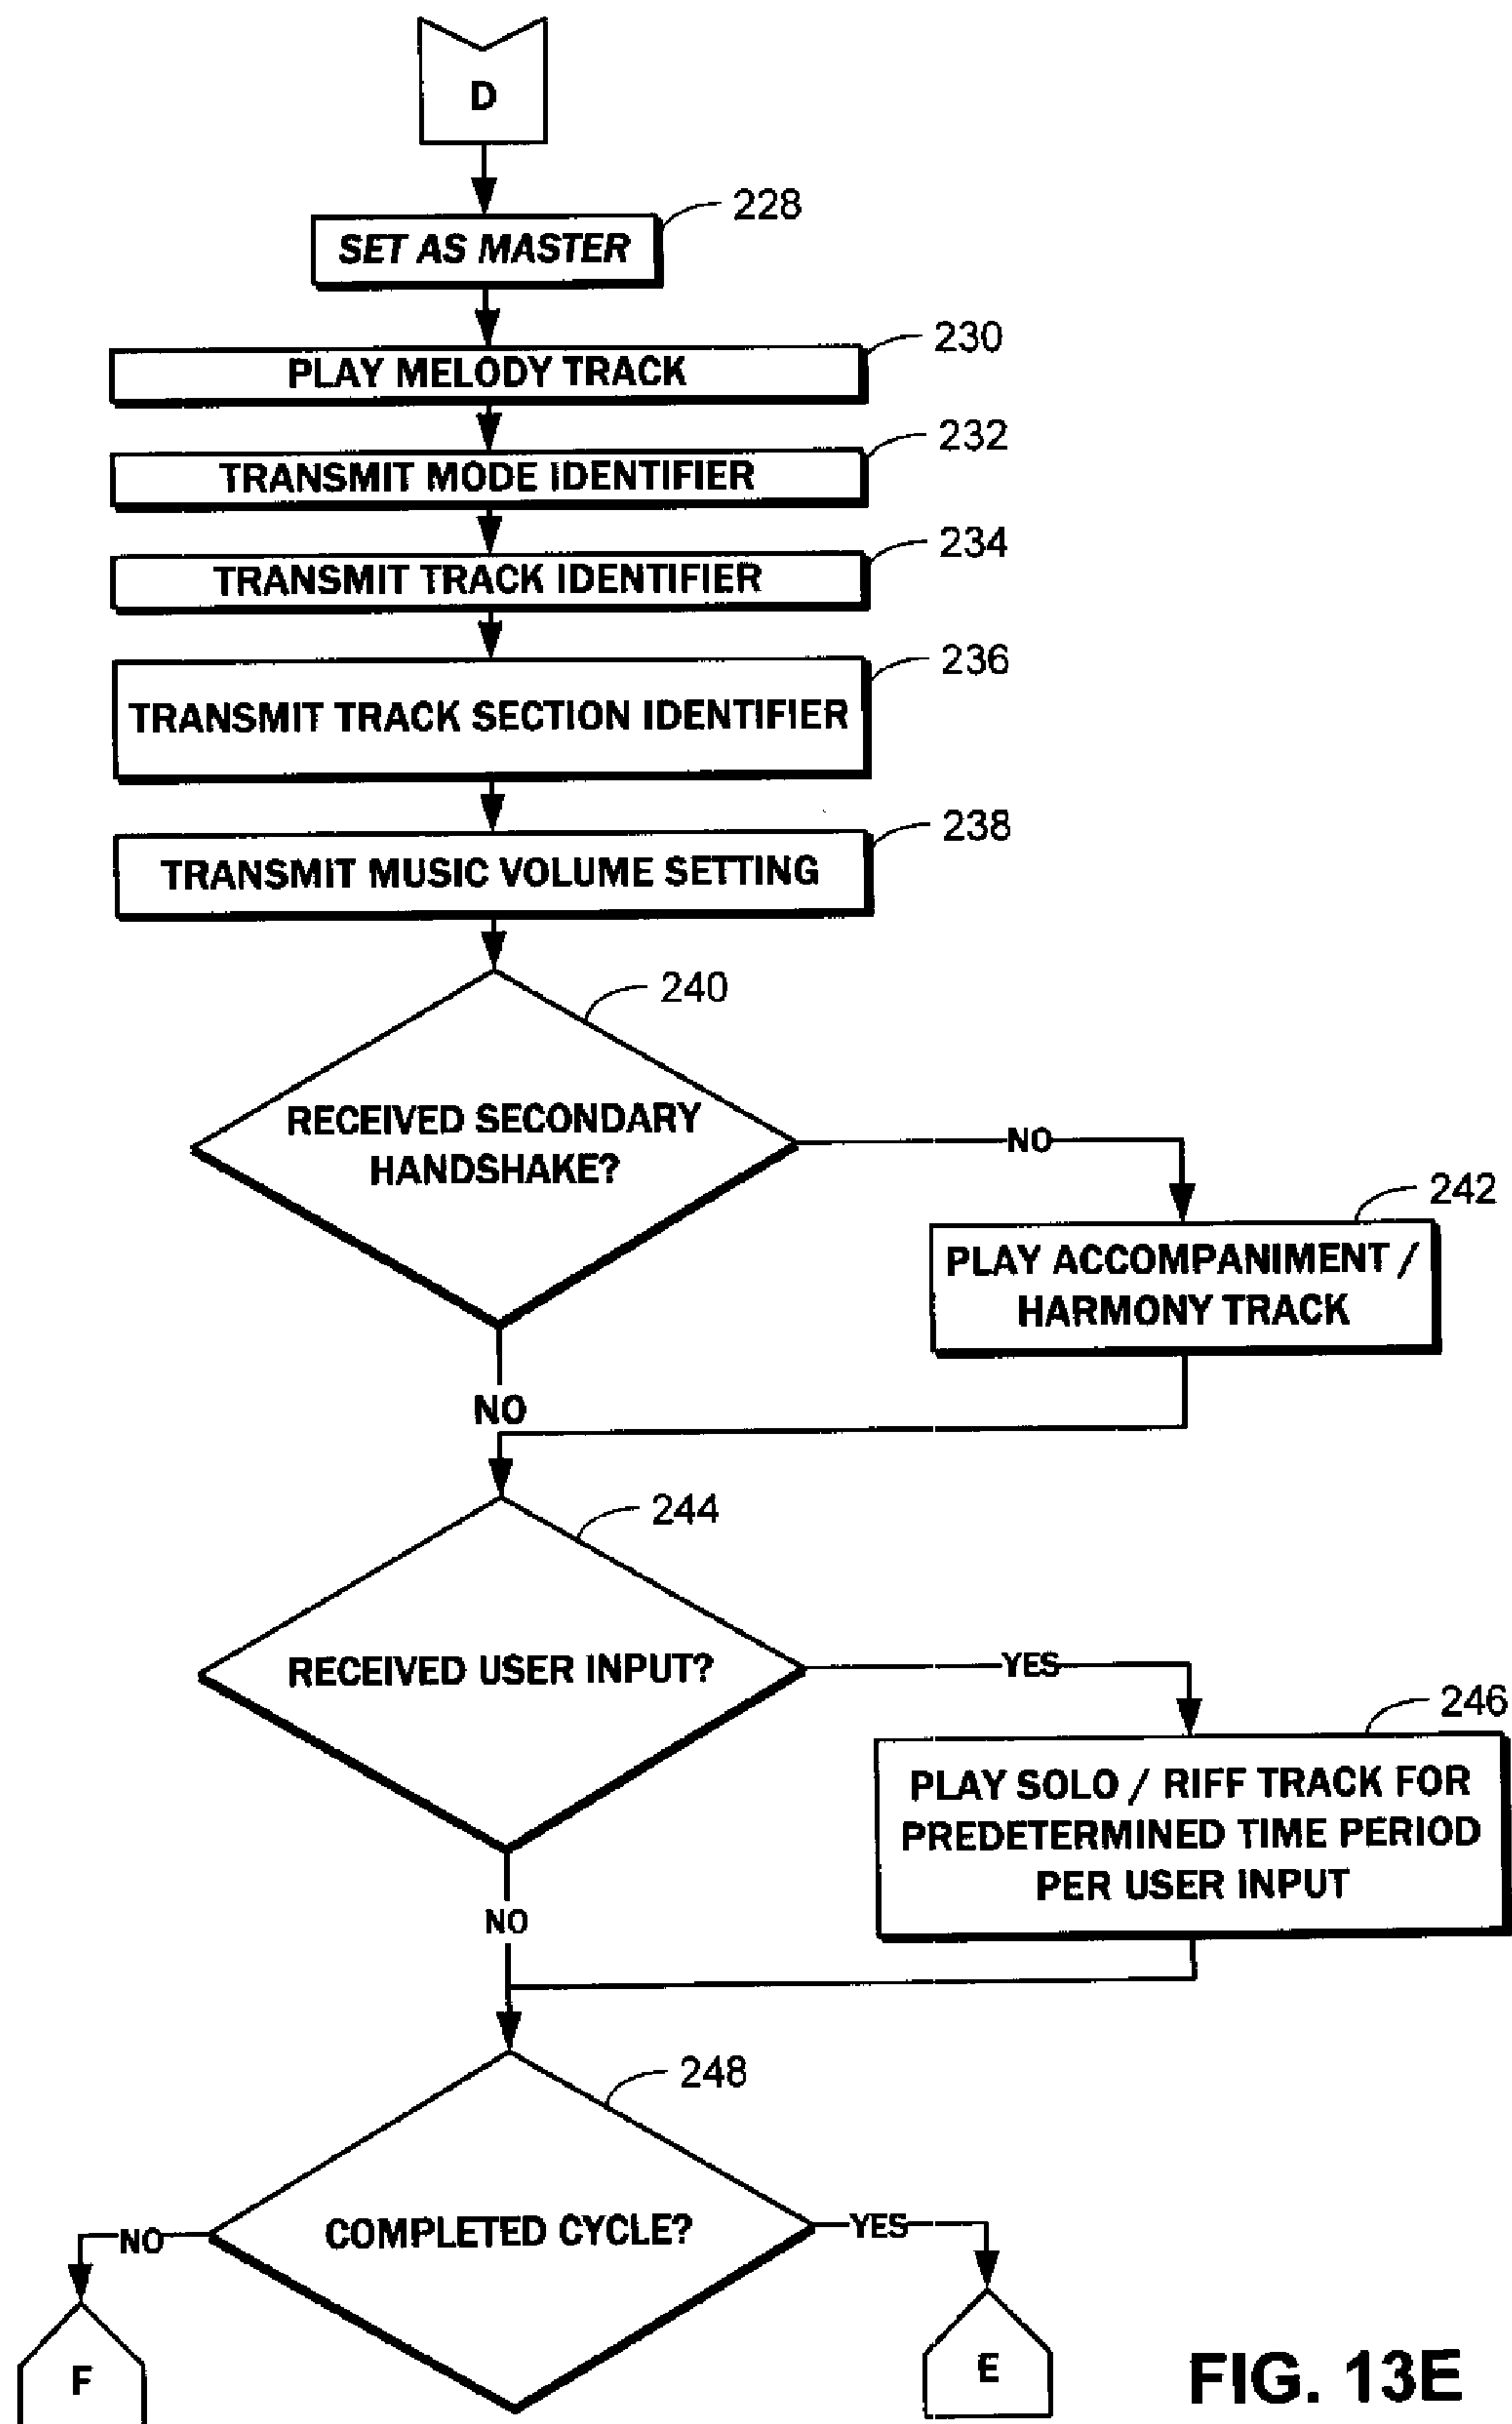 D
228
SET AS MASTER
230
PLAY MELODY TRACK
232
TRANSMIT MODE IDENTIFIER
234
TRANSMIT TRACK IDENTIFIER
236
TRANSMIT TRACK SECTION IDENTIFIER
238
TRANSMIT MUSIC VOLUME SETTING
240
RECEIVED SECONDARY
HANDSHAKE?
NO
242
PLAY ACCOMPANIMENT /
HARMONY TRACK
NO
244
RECEIVED USER INPUT?
YES
246
PLAY SOLO / RIFF TRACK FOR
PREDETERMINED TIME PERIOD
PER USER INPUT
NO
248
COMPLETED CYCLE?
NO
YES
F
E
FIG. 13E